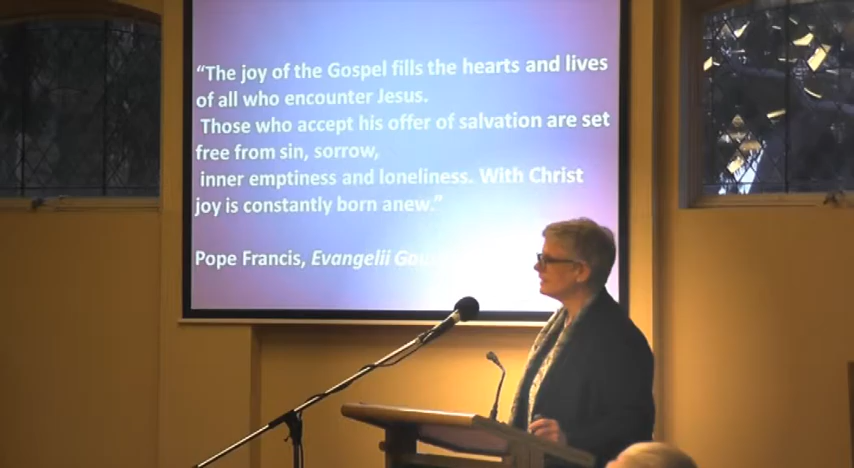 “The joy of the Gospel fills the hearts and lives
of all who encounter Jesus.
Those who accept his offer of salvation are set
free from sin, sorrow,
inner emptiness and loneliness. With Christ
joy is constantly born anew.”
Pope Francis, Evangelii